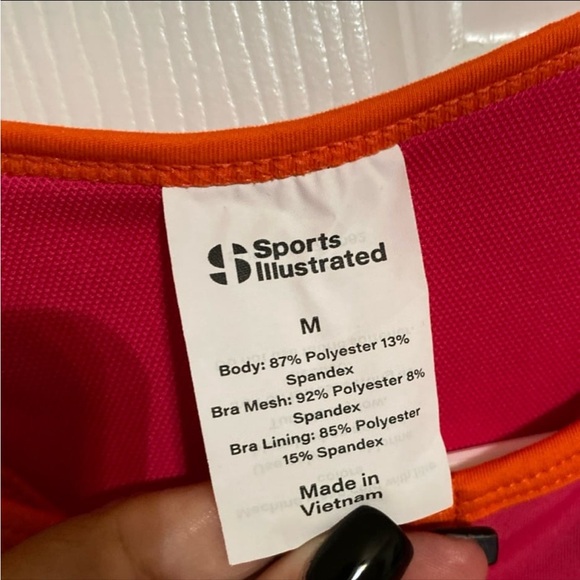 Sports
Illustrated
M
Body: 87% Polyester 13%
Spandex
Bra Mesh: 92% Polyester 8%
Spandex
Bra Lining: 85% Polyester
15% Spandex
Made in
Vietnam